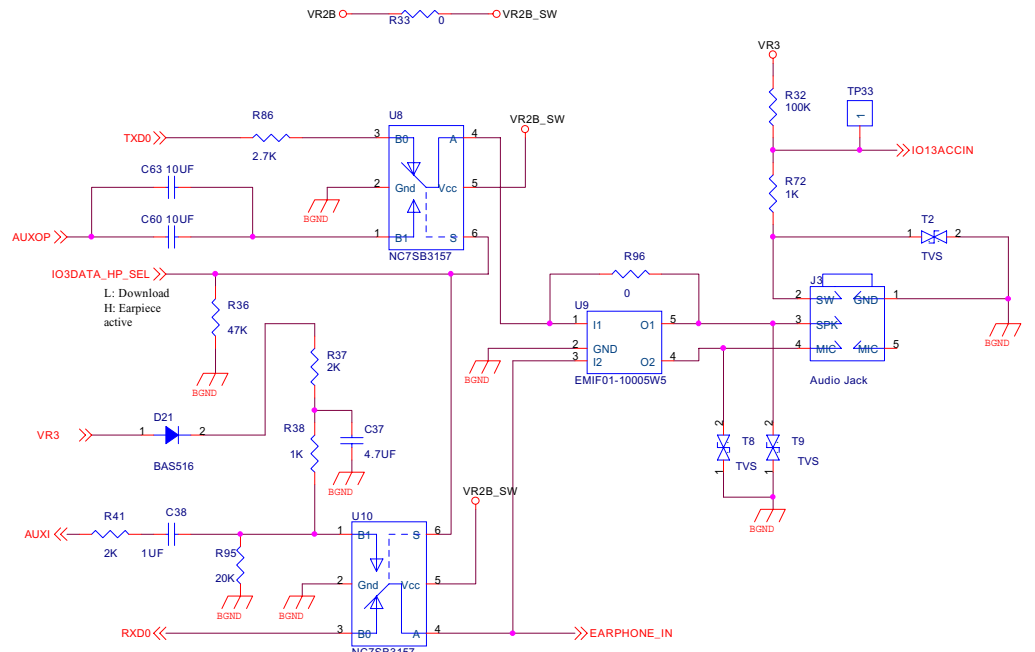 VR2B
R33
0
VR2B_SW
VR3
R32
100K
TP33
1
IO13ACCIN
R72
1K
T2
1
2
TVS
TXD0
R86
2.7K
U8
3
B0
A
4
VR2B_SW
2
Gnd
Vcc
5
BGND
1
B1
S
6
NC7SB3157
C63 10UF
C60 10UF
AUXOP
IO3DATA_HP_SEL
L: Download
H: Earpiece
active
R36
47K
BGND
R96
0
U9
1
I1
O1
5
2
GND
3
I2
O2
4
EMIF01-10005W5
BGND
J3
2
SW
GND
1
3
SPK
4
MIC
MIC
5
Audio Jack
BGND
R37
2K
VR3
1
D21
2
BAS516
R38
1K
C37
4.7UF
BGND
2
T8
1
TVS
2
T9
1
TVS
BGND
VR2B_SW
AUXI
R41
2K
C38
1UF
R95
20K
BGND
U10
1
B1
S
6
2
Gnd
Vcc
5
BGND
3
B0
A
4
NC7SB3157
RXD0
EARPHONE_IN